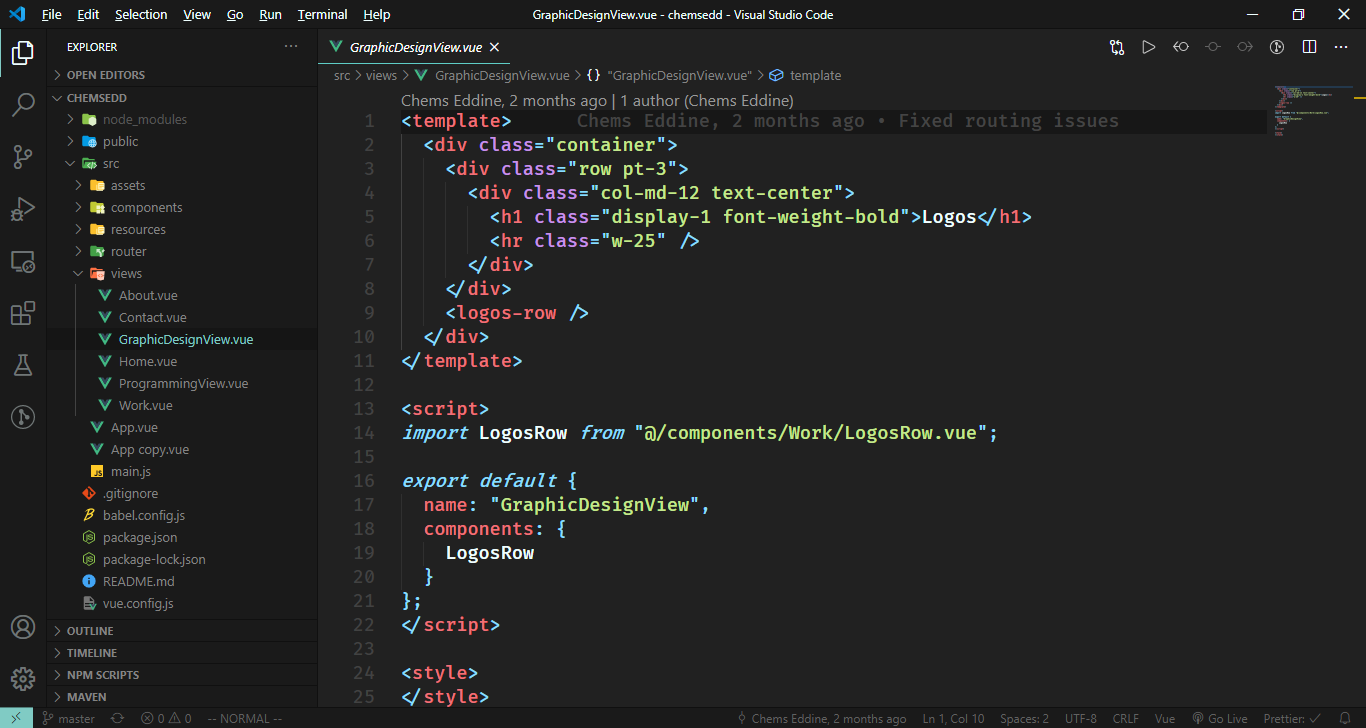 File Edit Selection View Go Run Terminal Help GraphicDesignView.vue - chemsedd - Visual Studio Code
EXPLORER
OPEN EDITORS
CHEMSEDD
node_modules
public
src
assets
components
resources
router
views
About.vue
Contact.vue
GraphicDesignView.vue
Home.vue
ProgrammingView.vue
Work.vue
App.vue
App copy.vue
main.js
.gitignore
babel.config.js
package.json
package-lock.json
README.md
vue.config.js
OUTLINE
TIMELINE
NPM SCRIPTS
MAVEN
GraphicDesignView.vue
src > views > GraphicDesignView.vue > {} "GraphicDesignView.vue" > template
Chems Eddine, 2 months ago | 1 author (Chems Eddine)
1 <template> Chems Eddine, 2 months ago • Fixed routing issues
2 <div class="container">
3 <div class="row pt-3">
4 <div class="col-md-12 text-center">
5 <h1 class="display-1 font-weight-bold">Logos</h1>
6 <hr class="w-25" />
7 </div>
8 </div>
9 <logos-row />
10 </div>
11 </template>
12
13 <script>
14 import LogosRow from "@/components/Work/LogosRow.vue";
15
16 export default {
17 name: "GraphicDesignView",
18 components: {
19 LogosRow
20 }
21 };
22 </script>
23
24 <style>
25 </style>
master 0 0 -- NORMAL -- Chems Eddine, 2 months ago Ln 1, Col 10 Spaces: 2 UTF-8 CRLF Vue Go Live Prettier: ✓